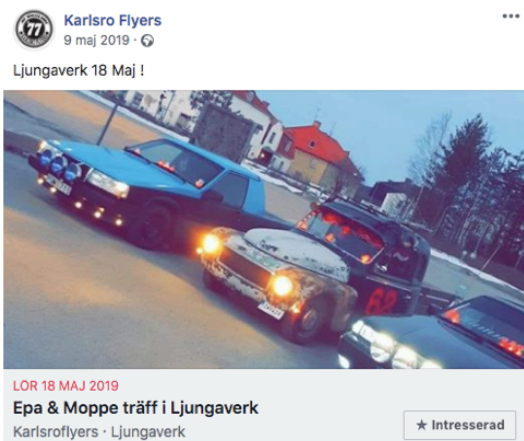 77
Karlsro Flyers
9 maj 2019 ·
•••
Ljungaverk 18 Maj !
62
LÖR 18 MAJ 2019
Epa & Moppe träff i Ljungaverk
Karlsroflyers · Ljungaverk
★ Intresserad